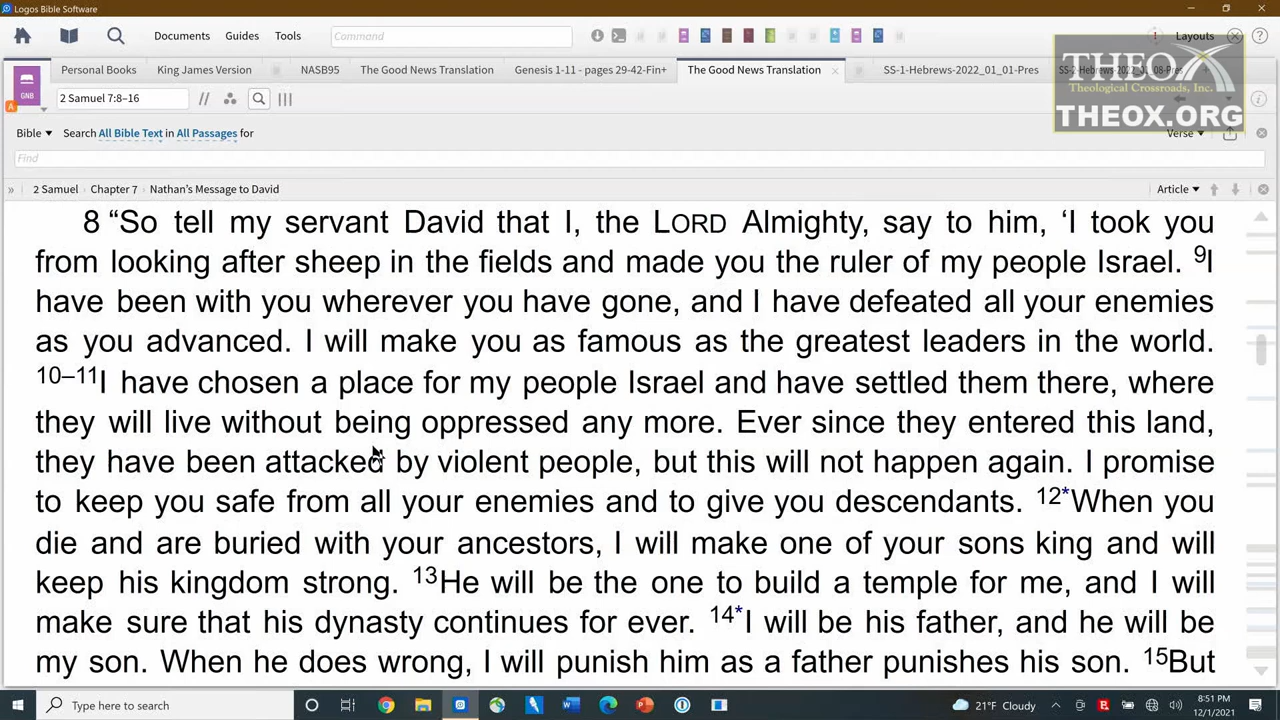 Logos Bible Software
Documents Guides Tools Command Layouts
Personal Books King James Version NASB95 Translation Genesis 1-11 - pages 29-42-Fin+ The Good News Translation SS-1-Hebrews-2022_01_01-Pres
THEOX
Theological Crossroads, Inc.
THEOX.ORG
GNB
A
2 Samuel 7:8–16
Bible Search All Bible Text in All Passages for Verse
Find
» 2 Samuel Chapter 7 Nathan's Message to David Article
8 “So tell my servant David that I, the LORD Almighty, say to him, ‘I took you
from looking after sheep in the fields and made you the ruler of my people Israel. 9I
have been with you wherever you have gone, and I have defeated all your enemies
as you advanced. I will make you as famous as the greatest leaders in the world.
10–11I have chosen a place for my people Israel and have settled them there, where
they will live without being oppressed any more. Ever since they entered this land,
they have been attacked by violent people, but this will not happen again. I promise
to keep you safe from all your enemies and to give you descendants. 12*When you
die and are buried with your ancestors, I will make one of your sons king and will
keep his kingdom strong. 13He will be the one to build a temple for me, and I will
make sure that his dynasty continues for ever. 14*I will be his father, and he will be
my son. When he does wrong, I will punish him as a father punishes his son. 15But
Type here to search
21°F Cloudy
8:51 PM
12/1/2021